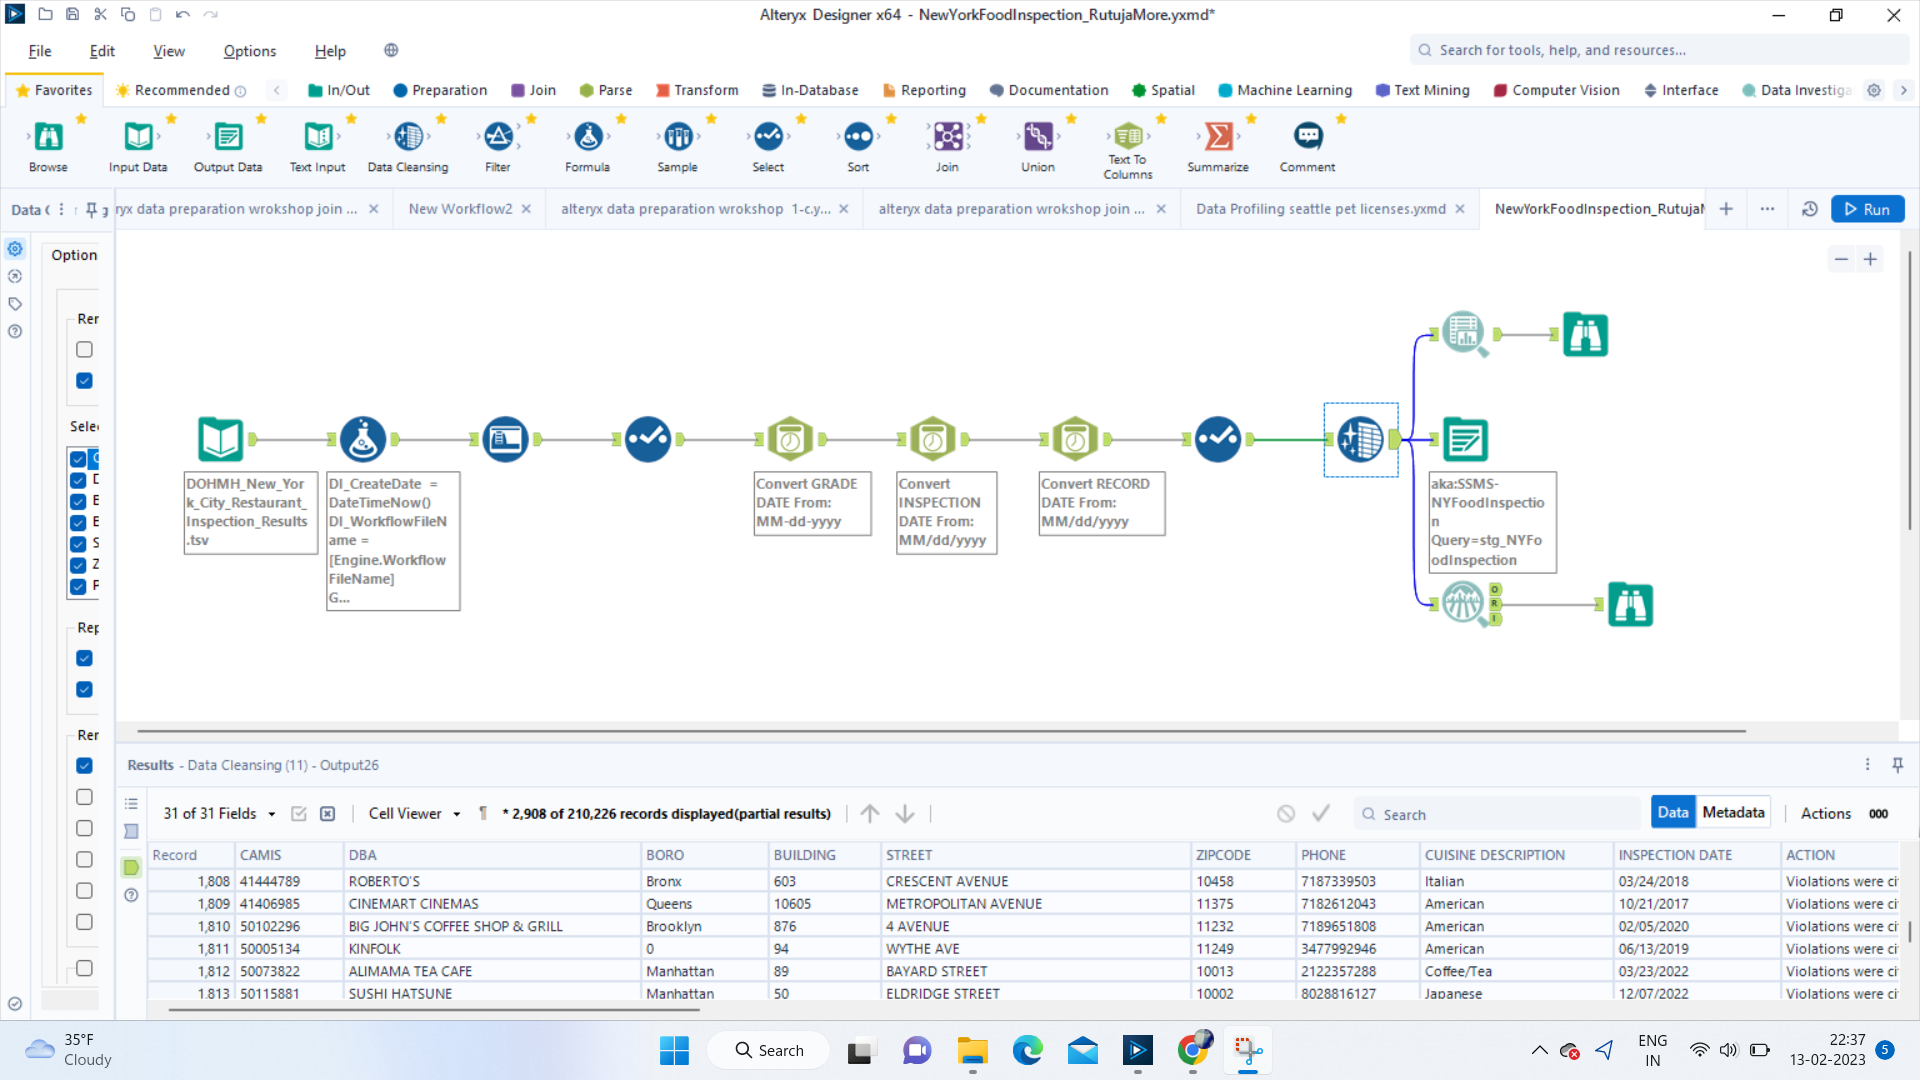 Alteryx Designer x64 - NewYorkFoodInspection_RutujaMore.yxmd*
File Edit View Options Help
Search for tools, help, and resources...
Favorites Recommended In/Out Preparation Join Parse Transform In-Database Reporting Documentation Spatial Machine Learning Text Mining Computer Vision Interface Data Investiga
Browse Input Data Output Data Text Input Data Cleansing Filter Formula Sample Select Sort Join Union Text To Columns Summarize Comment
Data C
ryx data preparation wrokshop join ...
New Workflow2
alteryx data preparation wrokshop 1-c.y...
alteryx data preparation wrokshop join ...
Data Profiling seattle pet licenses.yxmd
NewYorkFoodInspection_RutujaM
Run
Option
Rer
Sele
C
D
B
B
S
Z
P
Rep
Rer
DOHMH_New_Yor
k_City_Restaurant_
Inspection_Results
.tsv
DI_CreateDate =
DateTimeNow()
DI_WorkflowFileN
ame =
[Engine.Workflow
FileName]
G...
Convert GRADE
DATE From:
MM-dd-yyyy
Convert
INSPECTION
DATE From:
MM/dd/yyyy
Convert RECORD
DATE From:
MM/dd/yyyy
aka:SSMS-
NYFoodInspectio
n
Query=stg_NYFo
odInspection
O
R
I
Results - Data Cleansing (11) - Output26
31 of 31 Fields Cell Viewer * 2,908 of 210,226 records displayed(partial results) Search Data Metadata Actions 000
Record CAMIS DBA BORO BUILDING STREET ZIPCODE PHONE CUISINE DESCRIPTION INSPECTION DATE ACTION
1,808 41444789 ROBERTO'S Bronx 603 CRESCENT AVENUE 10458 7187339503 Italian 03/24/2018 Violations were ci
1,809 41406985 CINEMART CINEMAS Queens 10605 METROPOLITAN AVENUE 11375 7182612043 American 10/21/2017 Violations were ci
1,810 50102296 BIG JOHN'S COFFEE SHOP & GRILL Brooklyn 876 4 AVENUE 11232 7189651808 American 02/05/2020 Violations were ci
1,811 50005134 KINFOLK 0 94 WYTHE AVE 11249 3477992946 American 06/13/2019 Violations were ci
1,812 50073822 ALIMAMA TEA CAFE Manhattan 89 BAYARD STREET 10013 2122357288 Coffee/Tea 03/23/2022 Violations were ci
1,813 50115881 SUSHI HATSUNE Manhattan 50 ELDRIDGE STREET 10002 8028816127 Japanese 12/07/2022 Violations were ci
35°F
Cloudy
Search
ENG
IN
22:37
13-02-2023
5